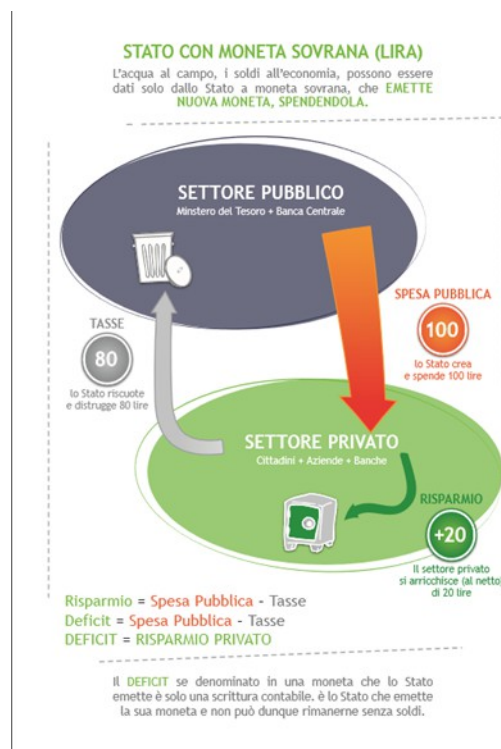 STATO CON MONETA SOVRANA (LIRA)
L'acqua al campo, i soldi all'economia, possono essere
dati solo dallo Stato a moneta sovrana, che EMETTE
NUOVA MONETA, SPENDENDOLA.
SETTORE PUBBLICO
Minstero del Tesoro + Banca Centrale
TASSE
80
lo Stato riscuote
e distrugge 80 lire
SPESA PUBBLICA
100
lo Stato crea
e spende 100 lire
SETTORE PRIVATO
Cittadini + Aziende + Banche
RISPARMIO
+20
Il settore privato
si arricchisce (al netto)
di 20 lire
Risparmio = Spesa Pubblica - Tasse
Deficit = Spesa Pubblica - Tasse
DEFICIT = RISPARMIO PRIVATO
Il DEFICIT se denominato in una moneta che lo Stato
emette è solo una scrittura contabile. è lo Stato che emette
la sua moneta e non può dunque rimanerne senza soldi.